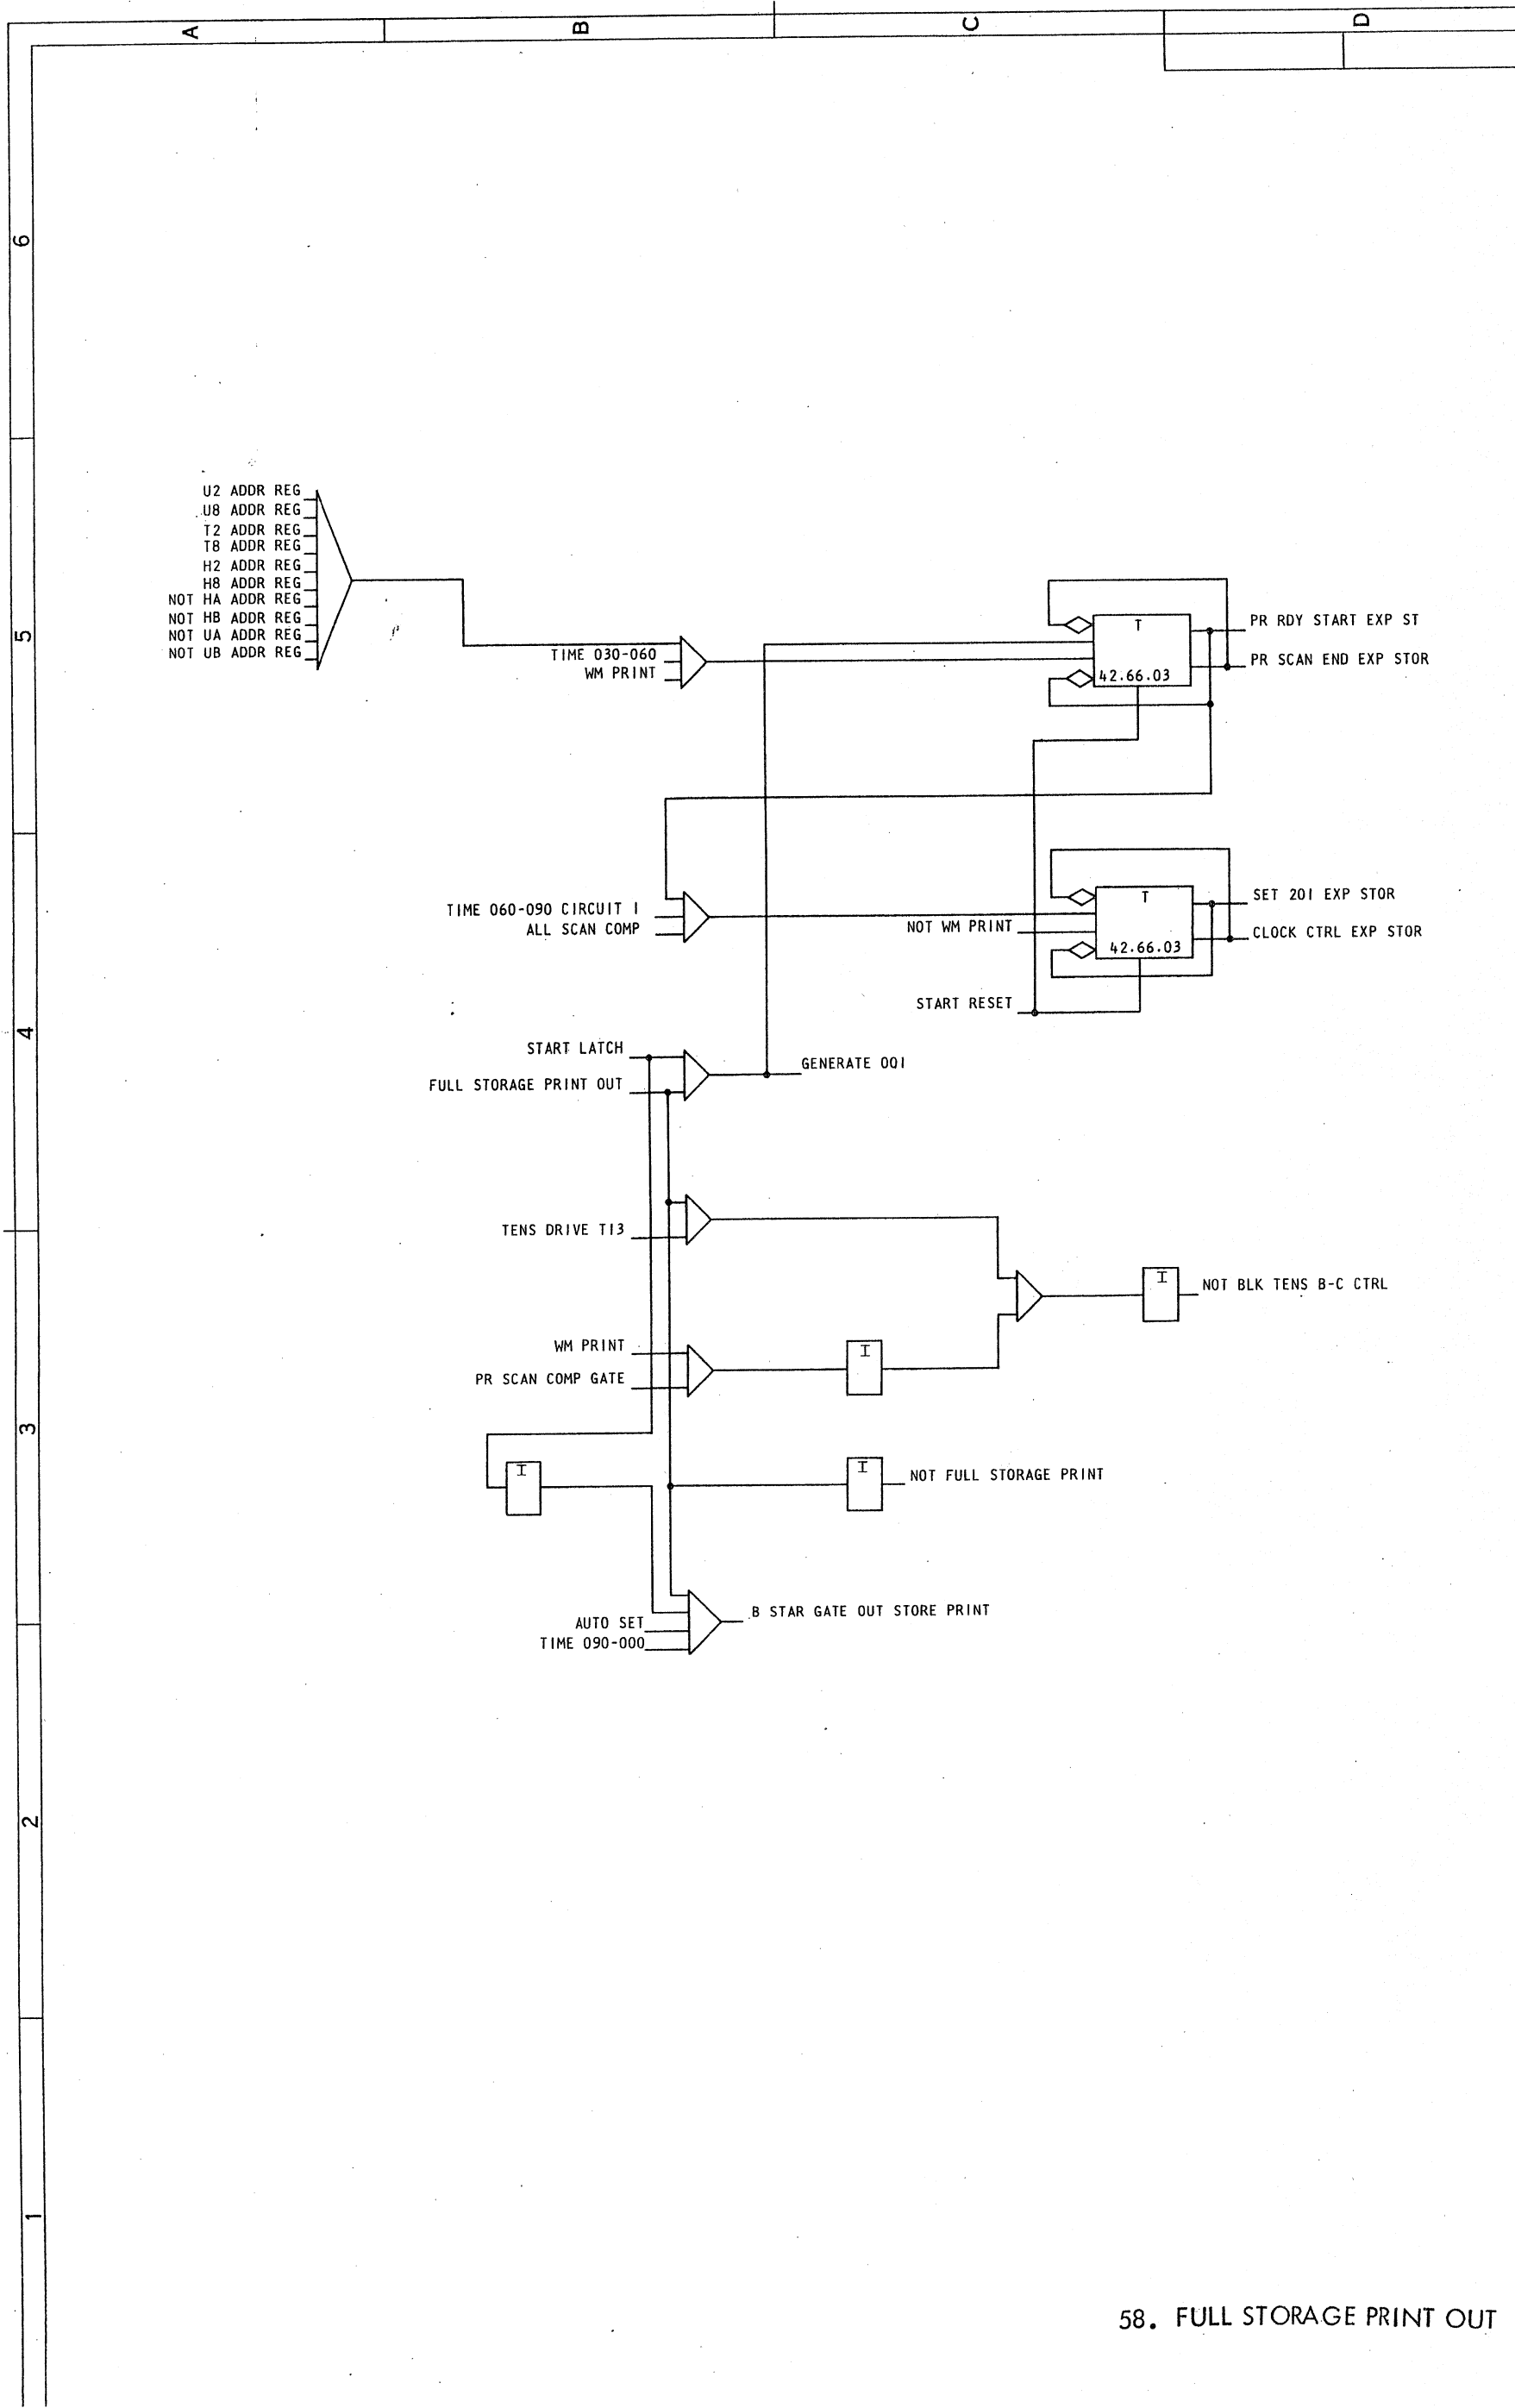 A
B
C
D
6
U2 ADDR REG
U8 ADDR REG
T2 ADDR REG
T8 ADDR REG
H2 ADDR REG
H8 ADDR REG
NOT HA ADDR REG
NOT HB ADDR REG
NOT UA ADDR REG
NOT UB ADDR REG
5
TIME 030-060
WM PRINT
T
42.66.03
PR RDY START EXP ST
PR SCAN END EXP STOR
TIME 060-090 CIRCUIT 1
ALL SCAN COMP
NOT WM PRINT
T
42.66.03
SET 201 EXP STOR
CLOCK CTRL EXP STOR
START RESET
4
START LATCH
FULL STORAGE PRINT OUT
GENERATE 001
TENS DRIVE T13
I
NOT BLK TENS B-C CTRL
WM PRINT
PR SCAN COMP GATE
I
3
I
I
NOT FULL STORAGE PRINT
AUTO SET
TIME 090-000
B STAR GATE OUT STORE PRINT
2
1
58. FULL STORAGE PRINT OUT